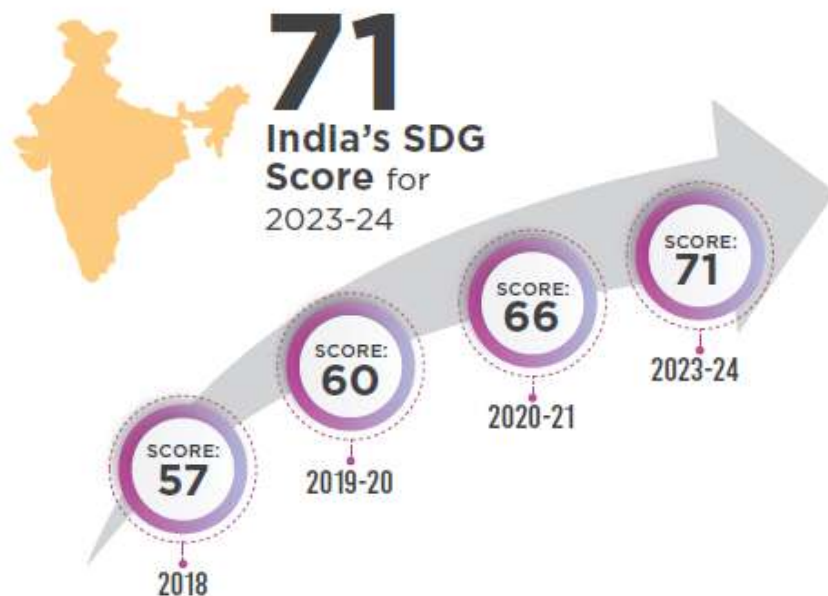 71
India's SDG
Score for
2023-24
SCORE:
57
2018
SCORE:
60
2019-20
SCORE:
66
2020-21
SCORE:
71
2023-24